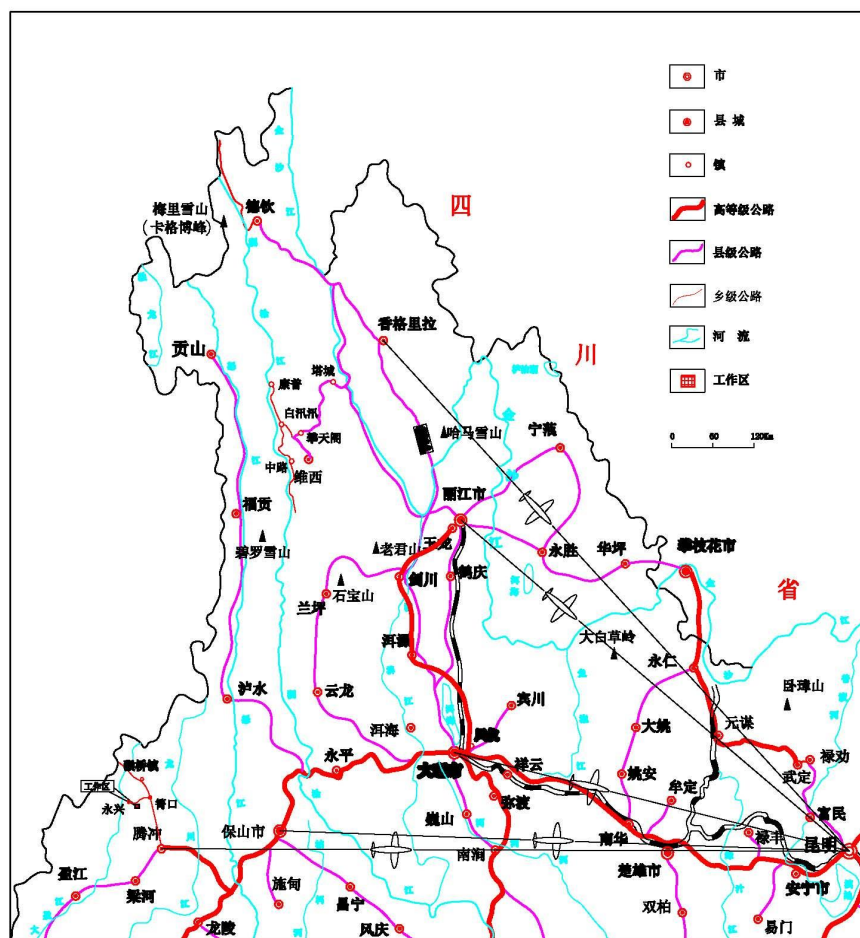 市
县城
镇
高等级公路
县级公路
乡级公路
河 流
工作区
0 60 120Km
四
川
省
德钦
梅里雪山
(卡格博峰)
香格里拉
贡山
塔城
康普
白汛汛
攀天阁
中路
维西
哈马雪山
宁蒗
丽江市
玉龙
福贡
碧罗雪山
老君山
永胜
华坪
攀枝花市
剑川
鹤庆
兰坪
石宝山
大白草岭
洱源
永仁
卧璋山
泸水
云龙
宾川
洱海
大姚
元谋
凤仪
永平
祥云
禄劝
武定
工作区
永兴
箐口
姚安
牟定
弥渡
巍山
富民
腾冲
保山市
南涧
南华
禄丰
昆明
楚雄市
安宁市
盈江
梁河
施甸
昌宁
双柏
龙陵
凤庆
易门